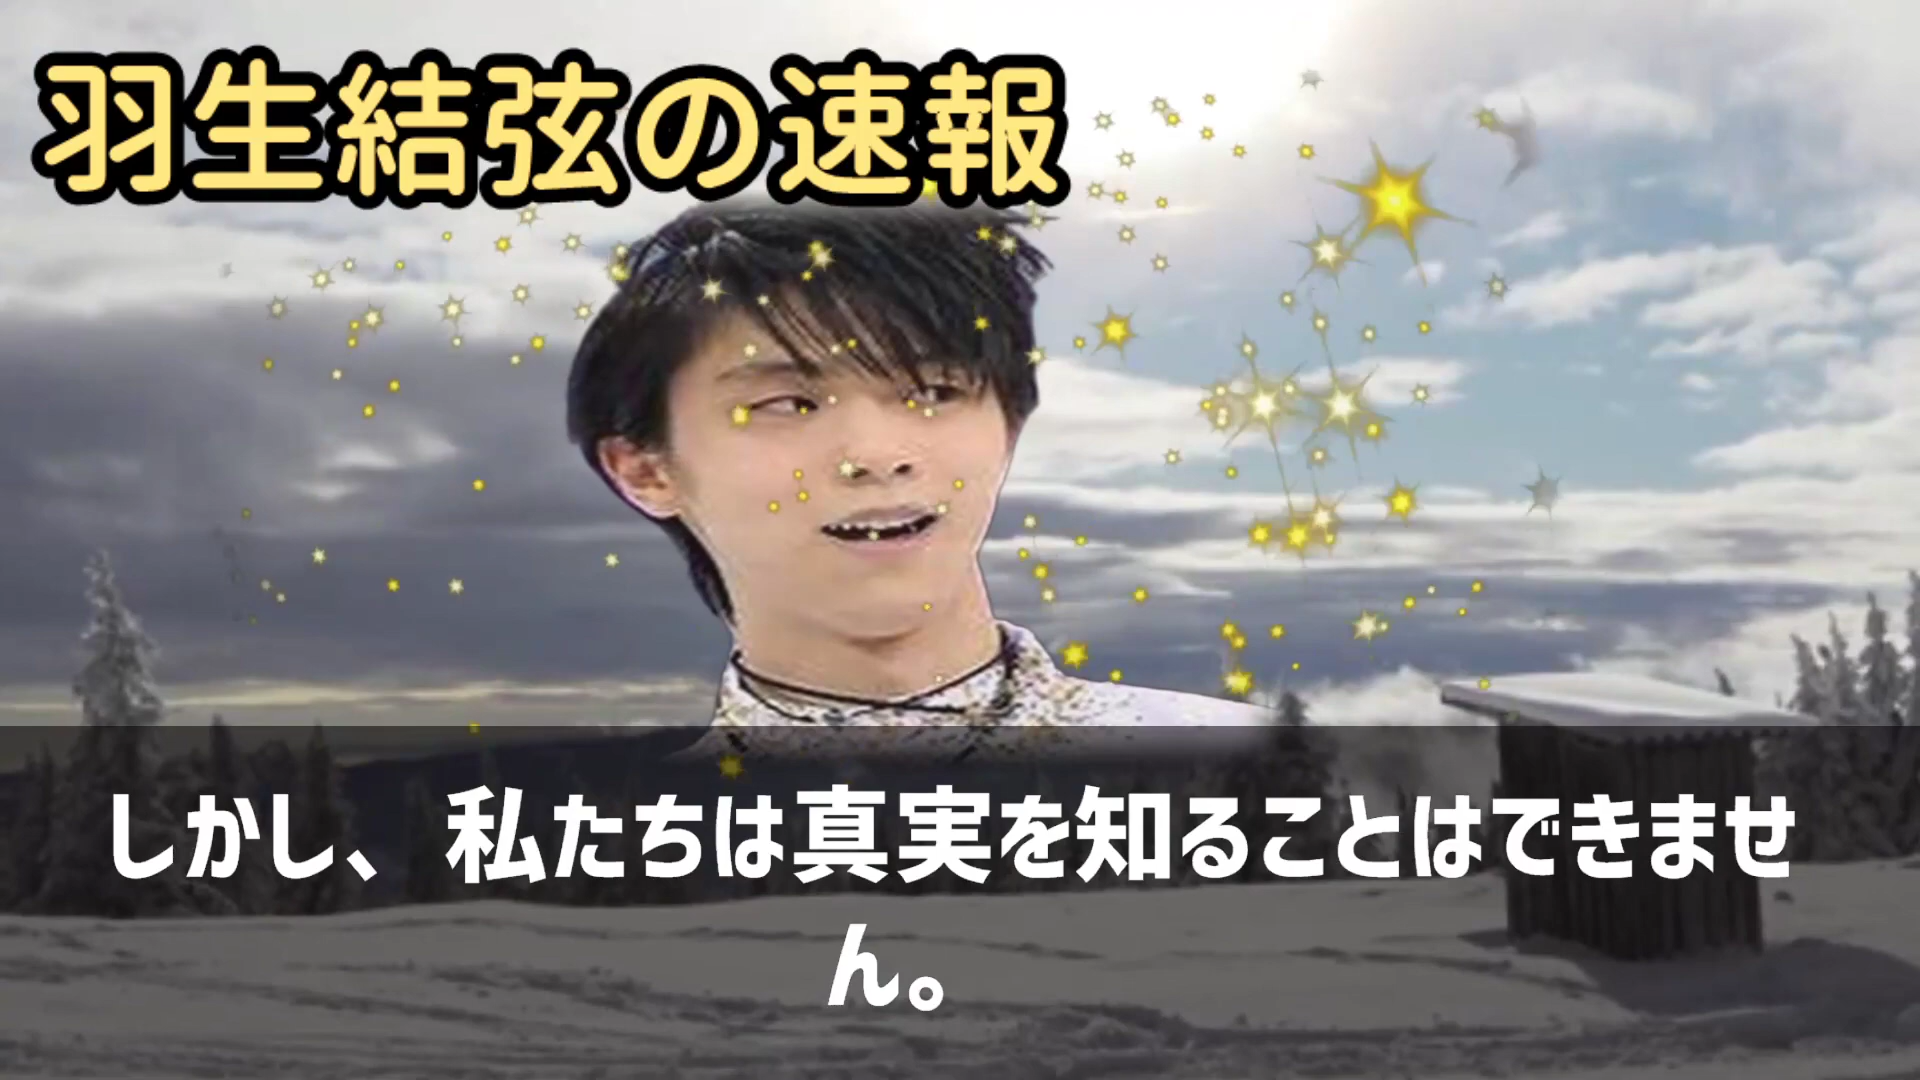 羽生結弦の速報
しかし、私たちは真実を知ることはできませ
ん。